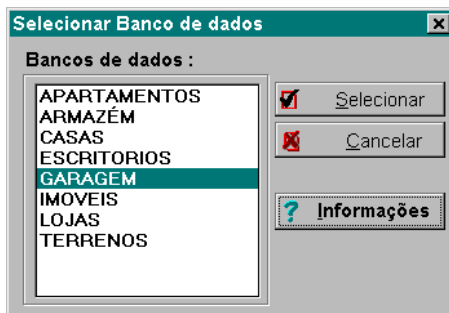 Selecionar Banco de dados
Bancos de dados :
APARTAMENTOS
ARMAZÉM
CASAS
ESCRITORIOS
GARAGEM
IMOVEIS
LOJAS
TERRENOS
Selecionar
Cancelar
? Informações